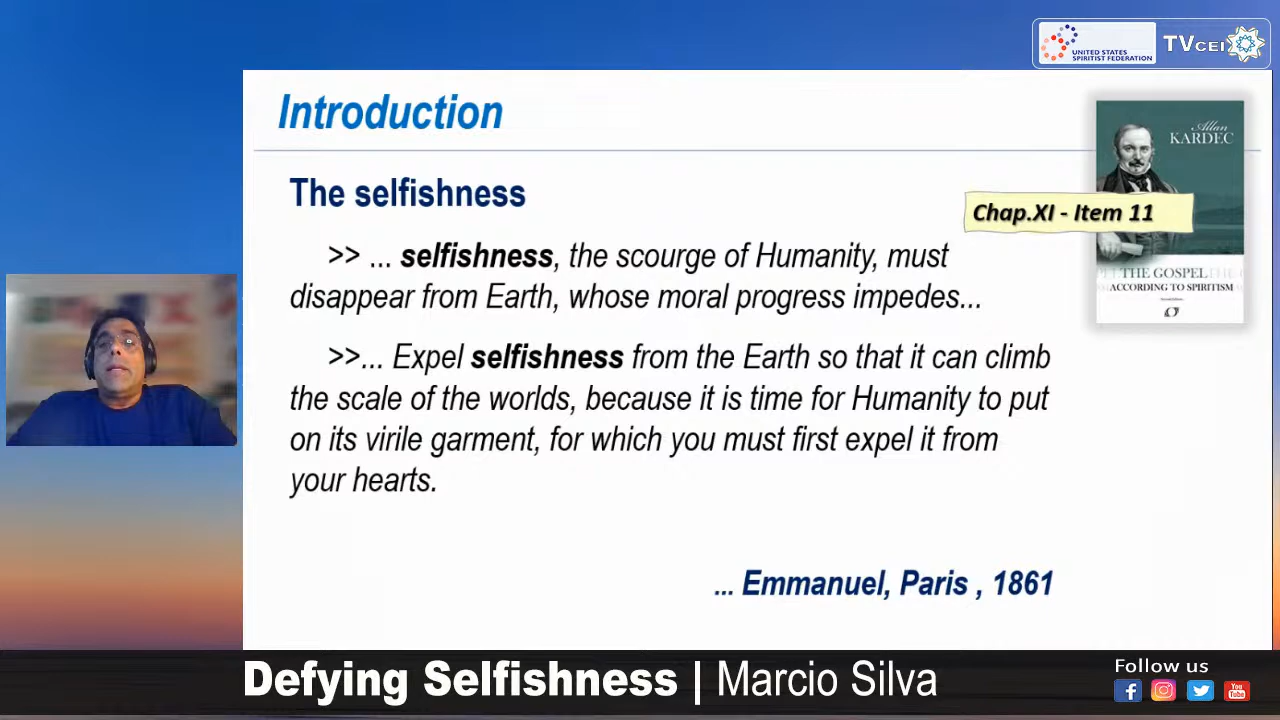 UNITED STATES
SPIRITIST FEDERATION
TVCEI
Introduction
Allan
KARDEC
The selfishness
Chap.XI - Item 11
>> ... selfishness, the scourge of Humanity, must
disappear from Earth, whose moral progress impedes...
THE GOSPEL
ACCORDING TO SPIRITISM
>>... Expel selfishness from the Earth so that it can climb
the scale of the worlds, because it is time for Humanity to put
on its virile garment, for which you must first expel it from
your hearts.
... Emmanuel, Paris , 1861
Defying Selfishness | Marcio Silva
Follow us
You
Tube